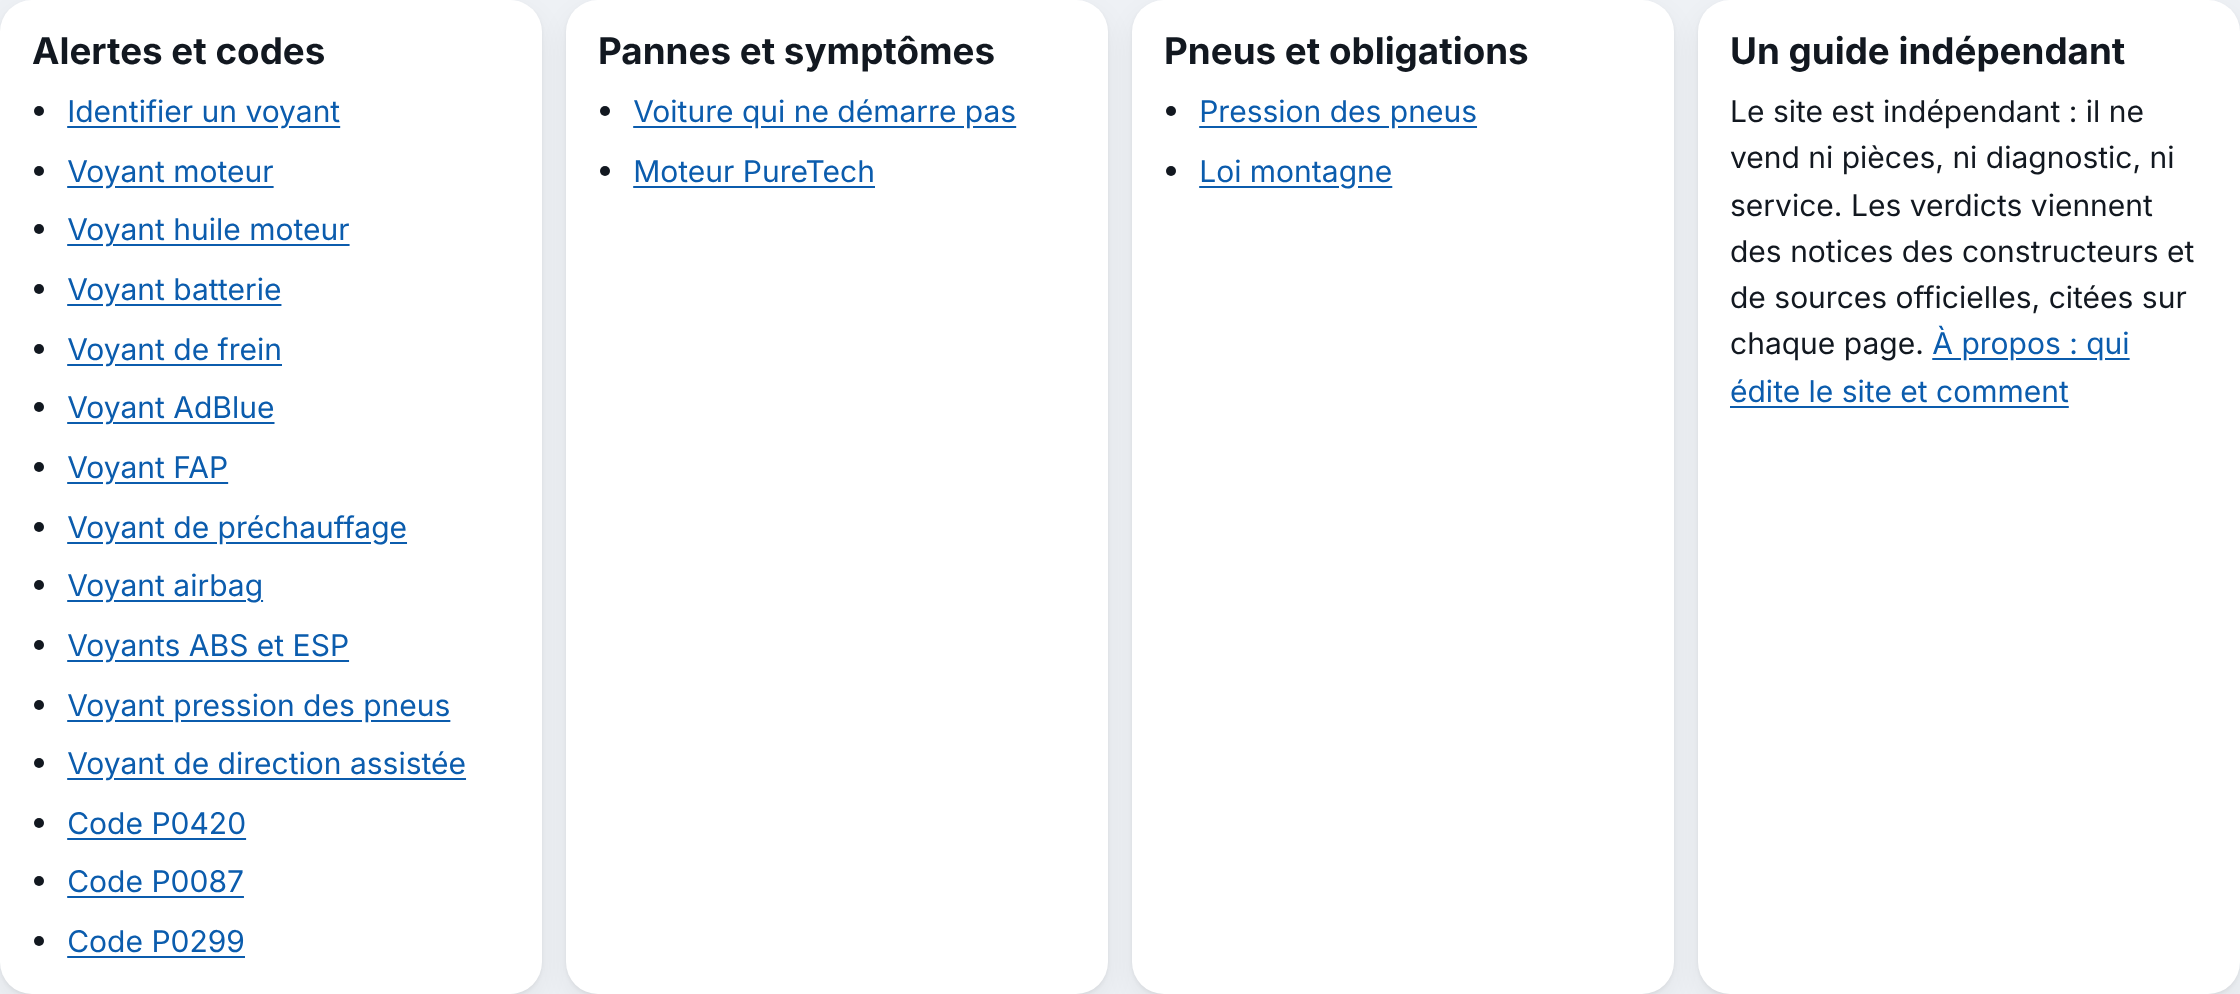 Alertes et codes
Identifier un voyant
Voyant moteur
Voyant huile moteur
Voyant batterie
Voyant de frein
Voyant AdBlue
Voyant FAP
Voyant de préchauffage
Voyant airbag
Voyants ABS et ESP
Voyant pression des pneus
Voyant de direction assistée
Code P0420
Code P0087
Code P0299
Pannes et symptômes
Voiture qui ne démarre pas
Moteur PureTech
Pneus et obligations
Pression des pneus
Loi montagne
Un guide indépendant
Le site est indépendant : il ne
vend ni pièces, ni diagnostic, ni
service. Les verdicts viennent
des notices des constructeurs et
de sources officielles, citées sur
chaque page. À propos : qui
édite le site et comment